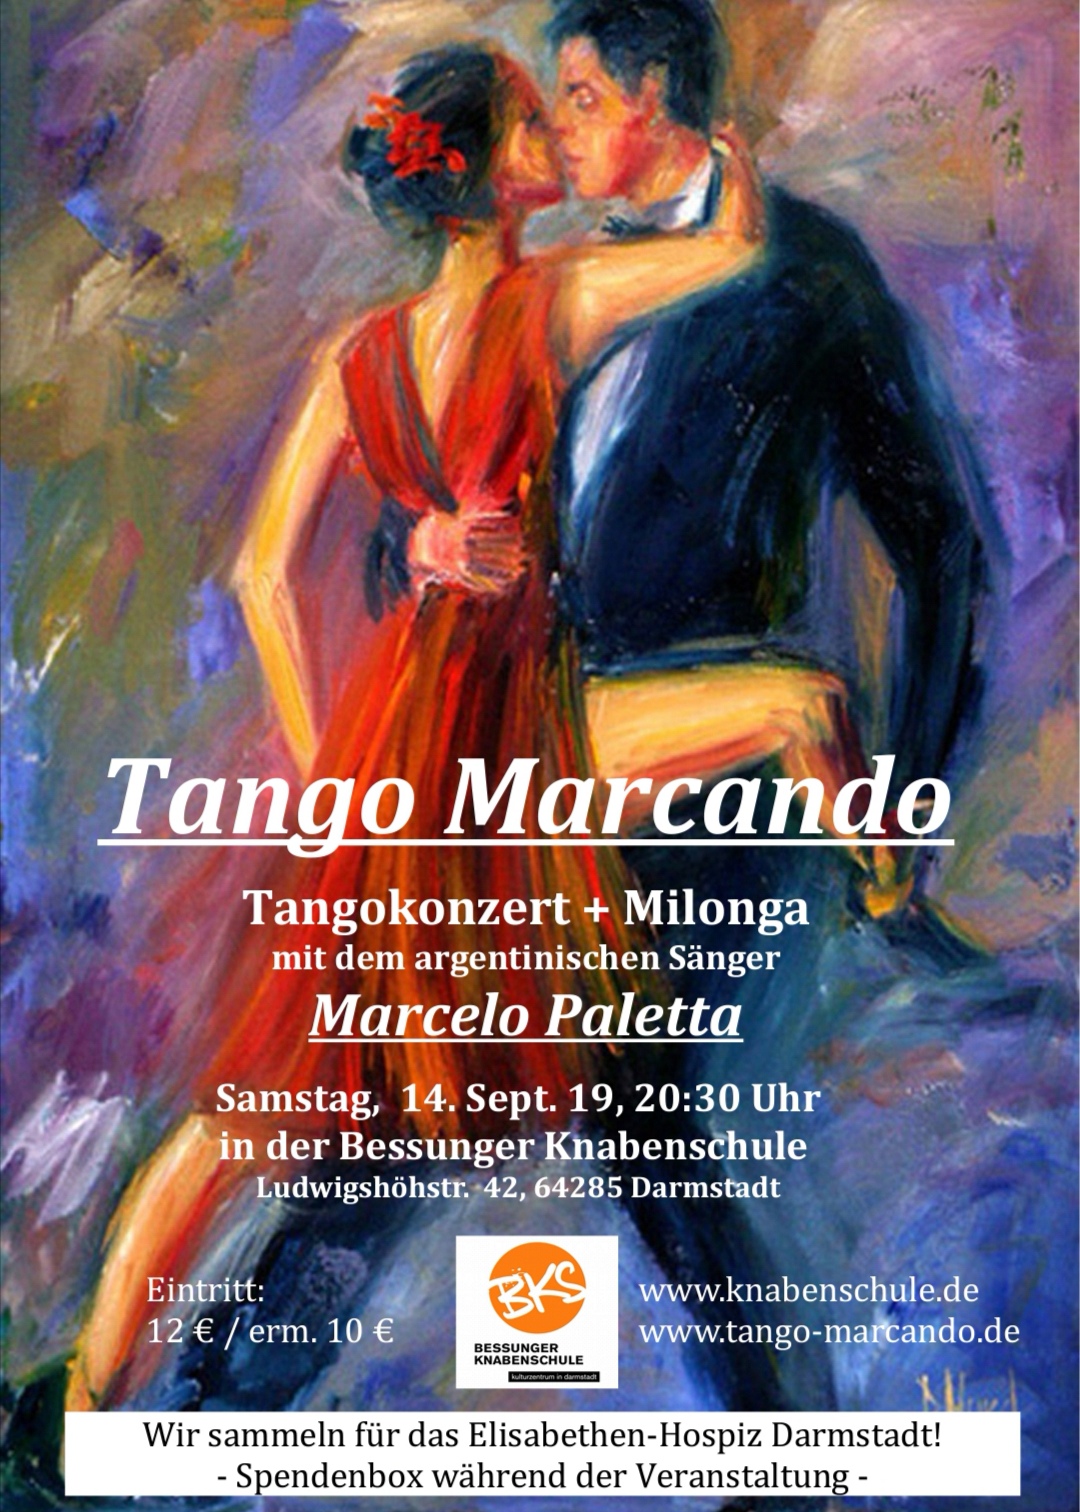 Tango Marcando
Tangokonzert + Milonga
mit dem argentinischen Sänger
Marcelo Paletta
Samstag, 14. Sept. 19, 20:30 Uhr
in der Bessunger Knabenschule
Ludwigshöhstr. 42, 64285 Darmstadt
Eintritt:
12 € / erm. 10 €
BKS
BESSUNGER
KNABENSCHULE
kulturzentrum in darmstadt
www.knabenschule.de
www.tango-marcando.de
Wir sammeln für das Elisabethen-Hospiz Darmstadt!
- Spendenbox während der Veranstaltung -